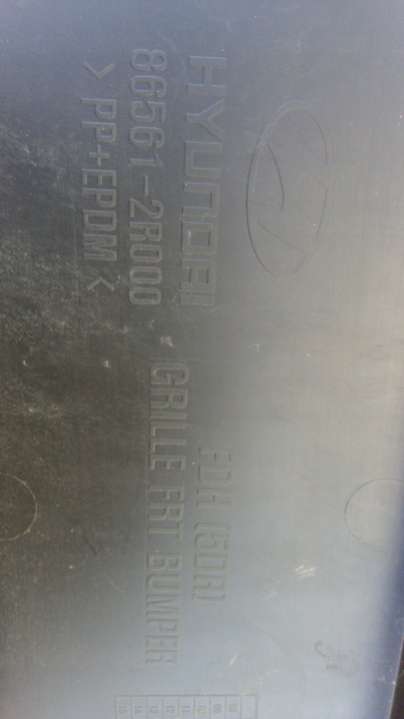 HYUNDAI
86561-2R000
>PP+EPDM<
FDH (5DR)
GRILLE FRT BUMPER